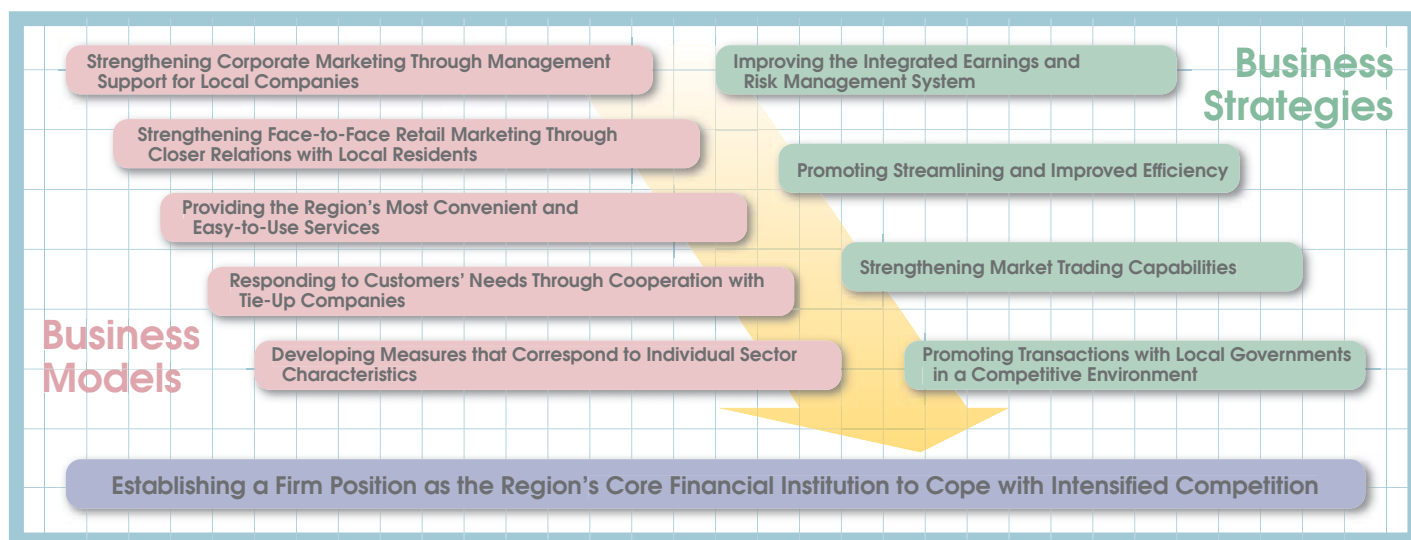 Strengthening Corporate Marketing Through Management
Support for Local Companies
Strengthening Face-to-Face Retail Marketing Through
Closer Relations with Local Residents
Providing the Region's Most Convenient and
Easy-to-Use Services
Responding to Customers' Needs Through Cooperation with
Tie-Up Companies
Developing Measures that Correspond to Individual Sector
Characteristics
Business
Models
Improving the Integrated Earnings and
Risk Management System
Promoting Streamlining and Improved Efficiency
Strengthening Market Trading Capabilities
Promoting Transactions with Local Governments
in a Competitive Environment
Business
Strategies
Establishing a Firm Position as the Region's Core Financial Institution to Cope with Intensified Competition